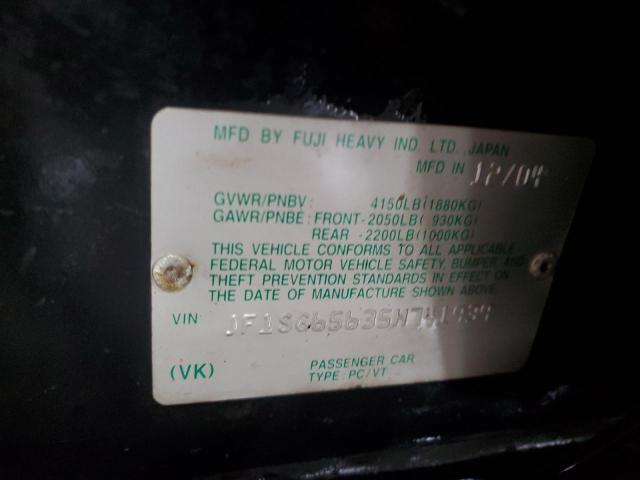 MFD BY FUJI HEAVY IND. LTD. JAPAN
MFD IN 12/04
GVWR/PNBV: 4150LB(1880KG)
GAWR/PNBE: FRONT-2050LB( 930KG)
REAR -2200LB(1000KG)
THIS VEHICLE CONFORMS TO ALL APPLICABLE
FEDERAL MOTOR VEHICLE SAFETY, BUMPER AND
THEFT PREVENTION STANDARDS IN EFFECT ON
THE DATE OF MANUFACTURE SHOWN ABOVE.
VIN
(VK)
PASSENGER CAR
TYPE: PC/VT